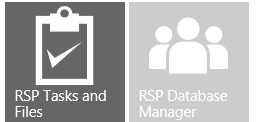 RSP Tasks and
Files
RSP Database
Manager